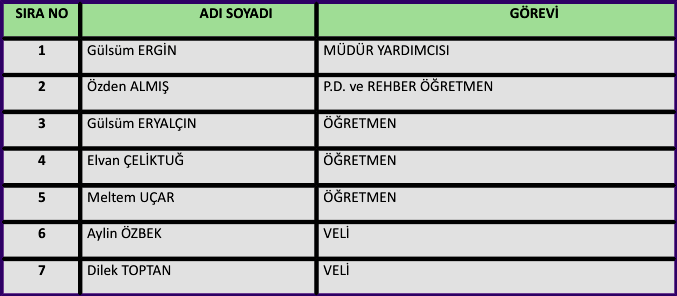 SIRA NO ADI SOYADI GÖREVİ
1 Gülsüm ERGİN MÜDÜR YARDIMCISI
2 Özden ALMIŞ P.D. ve REHBER ÖĞRETMEN
3 Gülsüm ERYALÇIN ÖĞRETMEN
4 Elvan ÇELİKTUĞ ÖĞRETMEN
5 Meltem UÇAR ÖĞRETMEN
6 Aylin ÖZBEK VELİ
7 Dilek TOPTAN VELİ